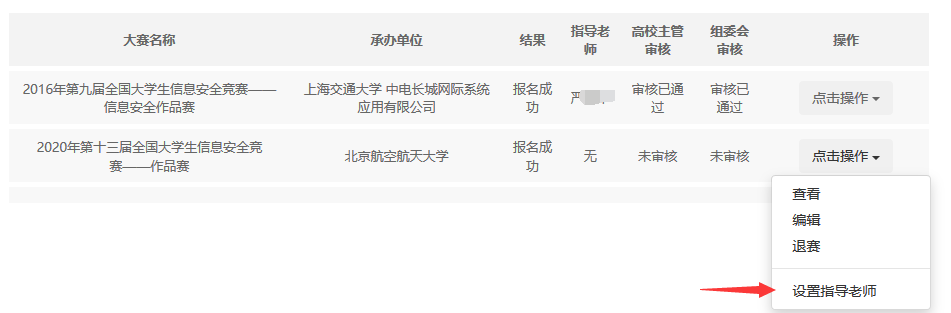 大赛名称 承办单位 结果 指导老师 高校主管审核 组委会审核 操作
2016年第九届全国大学生信息安全竞赛——
信息安全作品赛
上海交通大学 中电长城网际系统
应用有限公司
报名成
功
严
审核已通
过
审核已
通过
点击操作
2020年第十三届全国大学生信息安全竞
赛——作品赛
北京航空航天大学
报名成
功
无
未审核
未审核
点击操作
查看
编辑
退赛
设置指导老师